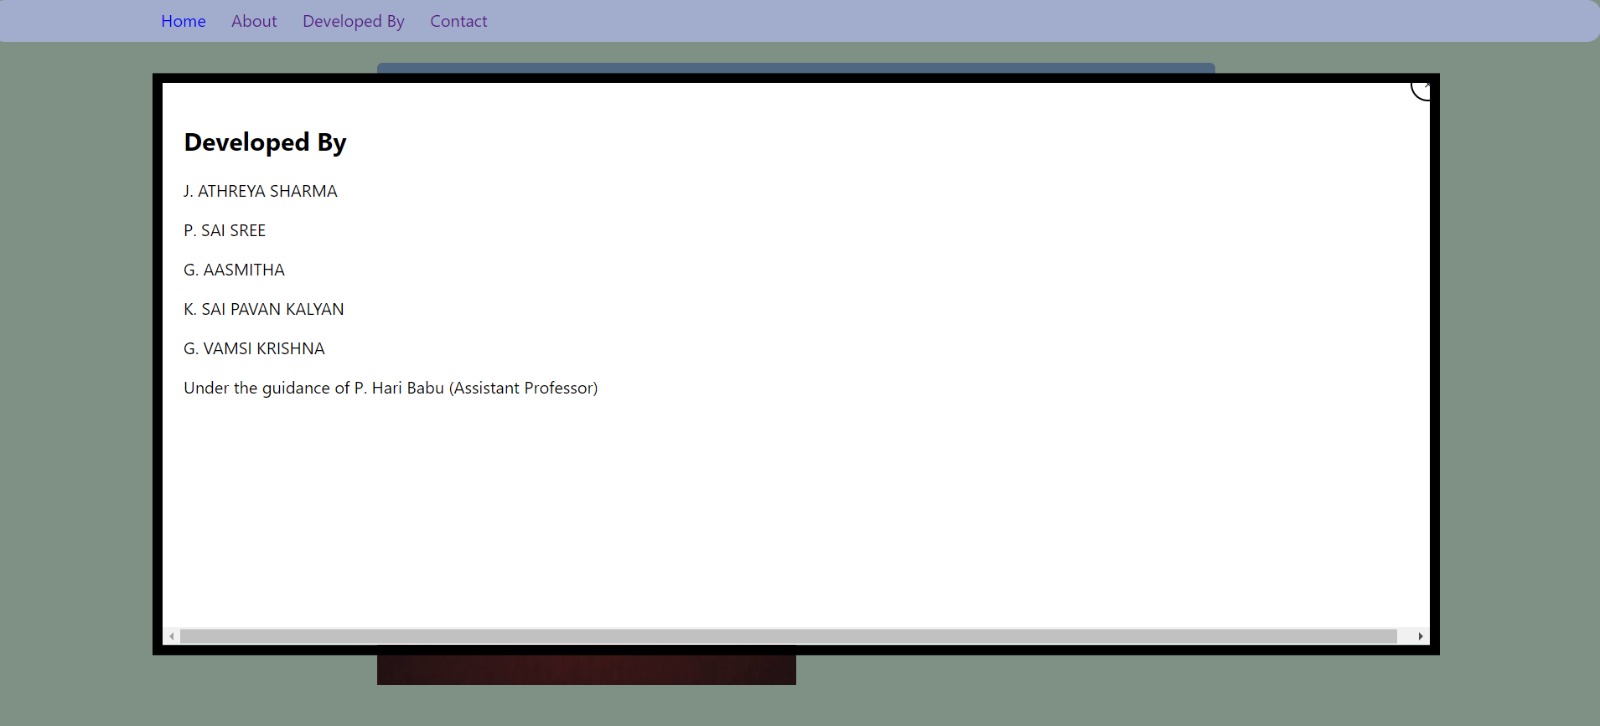 Home About Developed By Contact
Developed By
J. ATHREYA SHARMA
P. SAI SREE
G. AASMITHA
K. SAI PAVAN KALYAN
G. VAMSI KRISHNA
Under the guidance of P. Hari Babu (Assistant Professor)